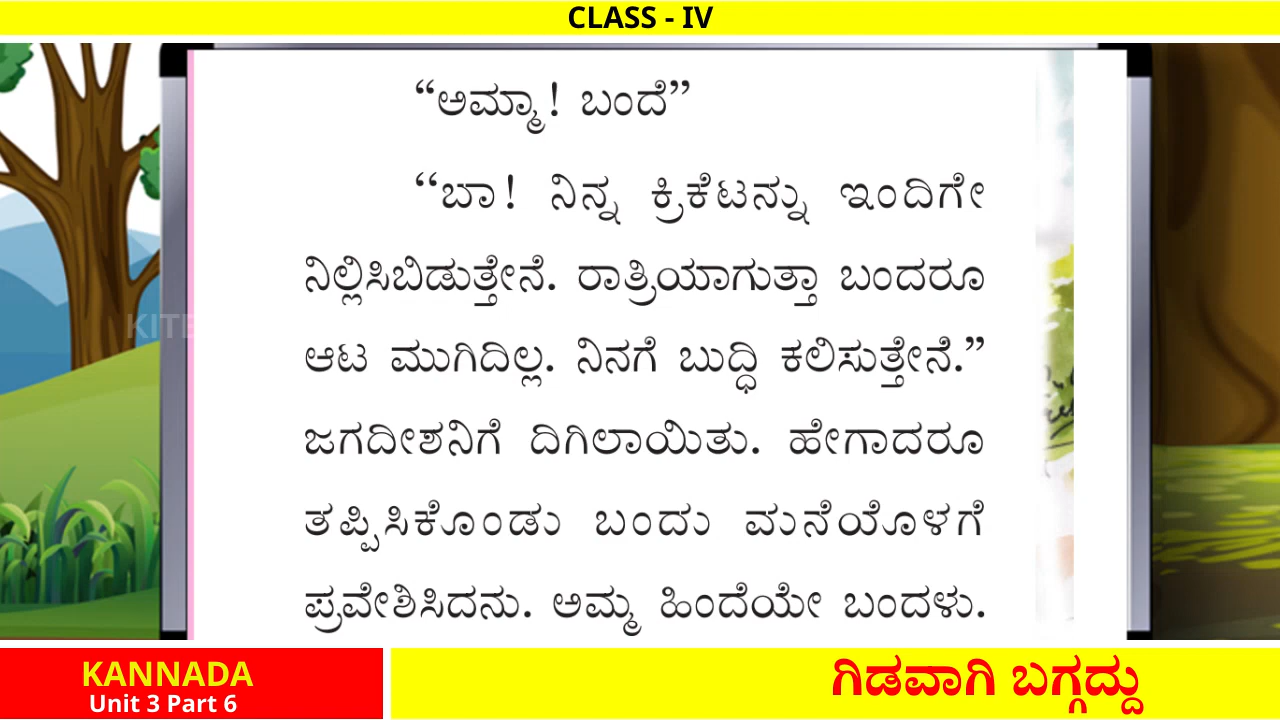 CLASS - IV
“ಅಮ್ಮಾ! ಬಂದೆ”
“ಬಾ! ನಿನ್ನ ಕ್ರಿಕೆಟನ್ನು ಇಂದಿಗೇ
ನಿಲ್ಲಿಸಿಬಿಡುತ್ತೇನೆ. ರಾತ್ರಿಯಾಗುತ್ತಾ ಬಂದರೂ
ಆಟ ಮುಗಿದಿಲ್ಲ. ನಿನಗೆ ಬುದ್ಧಿ ಕಲಿಸುತ್ತೇನೆ.”
ಜಗದೀಶನಿಗೆ ದಿಗಿಲಾಯಿತು. ಹೇಗಾದರೂ
ತಪ್ಪಿಸಿಕೊಂಡು ಬಂದು ಮನೆಯೊಳಗೆ
ಪ್ರವೇಶಿಸಿದನು. ಅಮ್ಮ ಹಿಂದೆಯೇ ಬಂದಳು.
KANNADA
Unit 3 Part 6
ಗಿಡವಾಗಿ ಬಗ್ಗದ್ದು